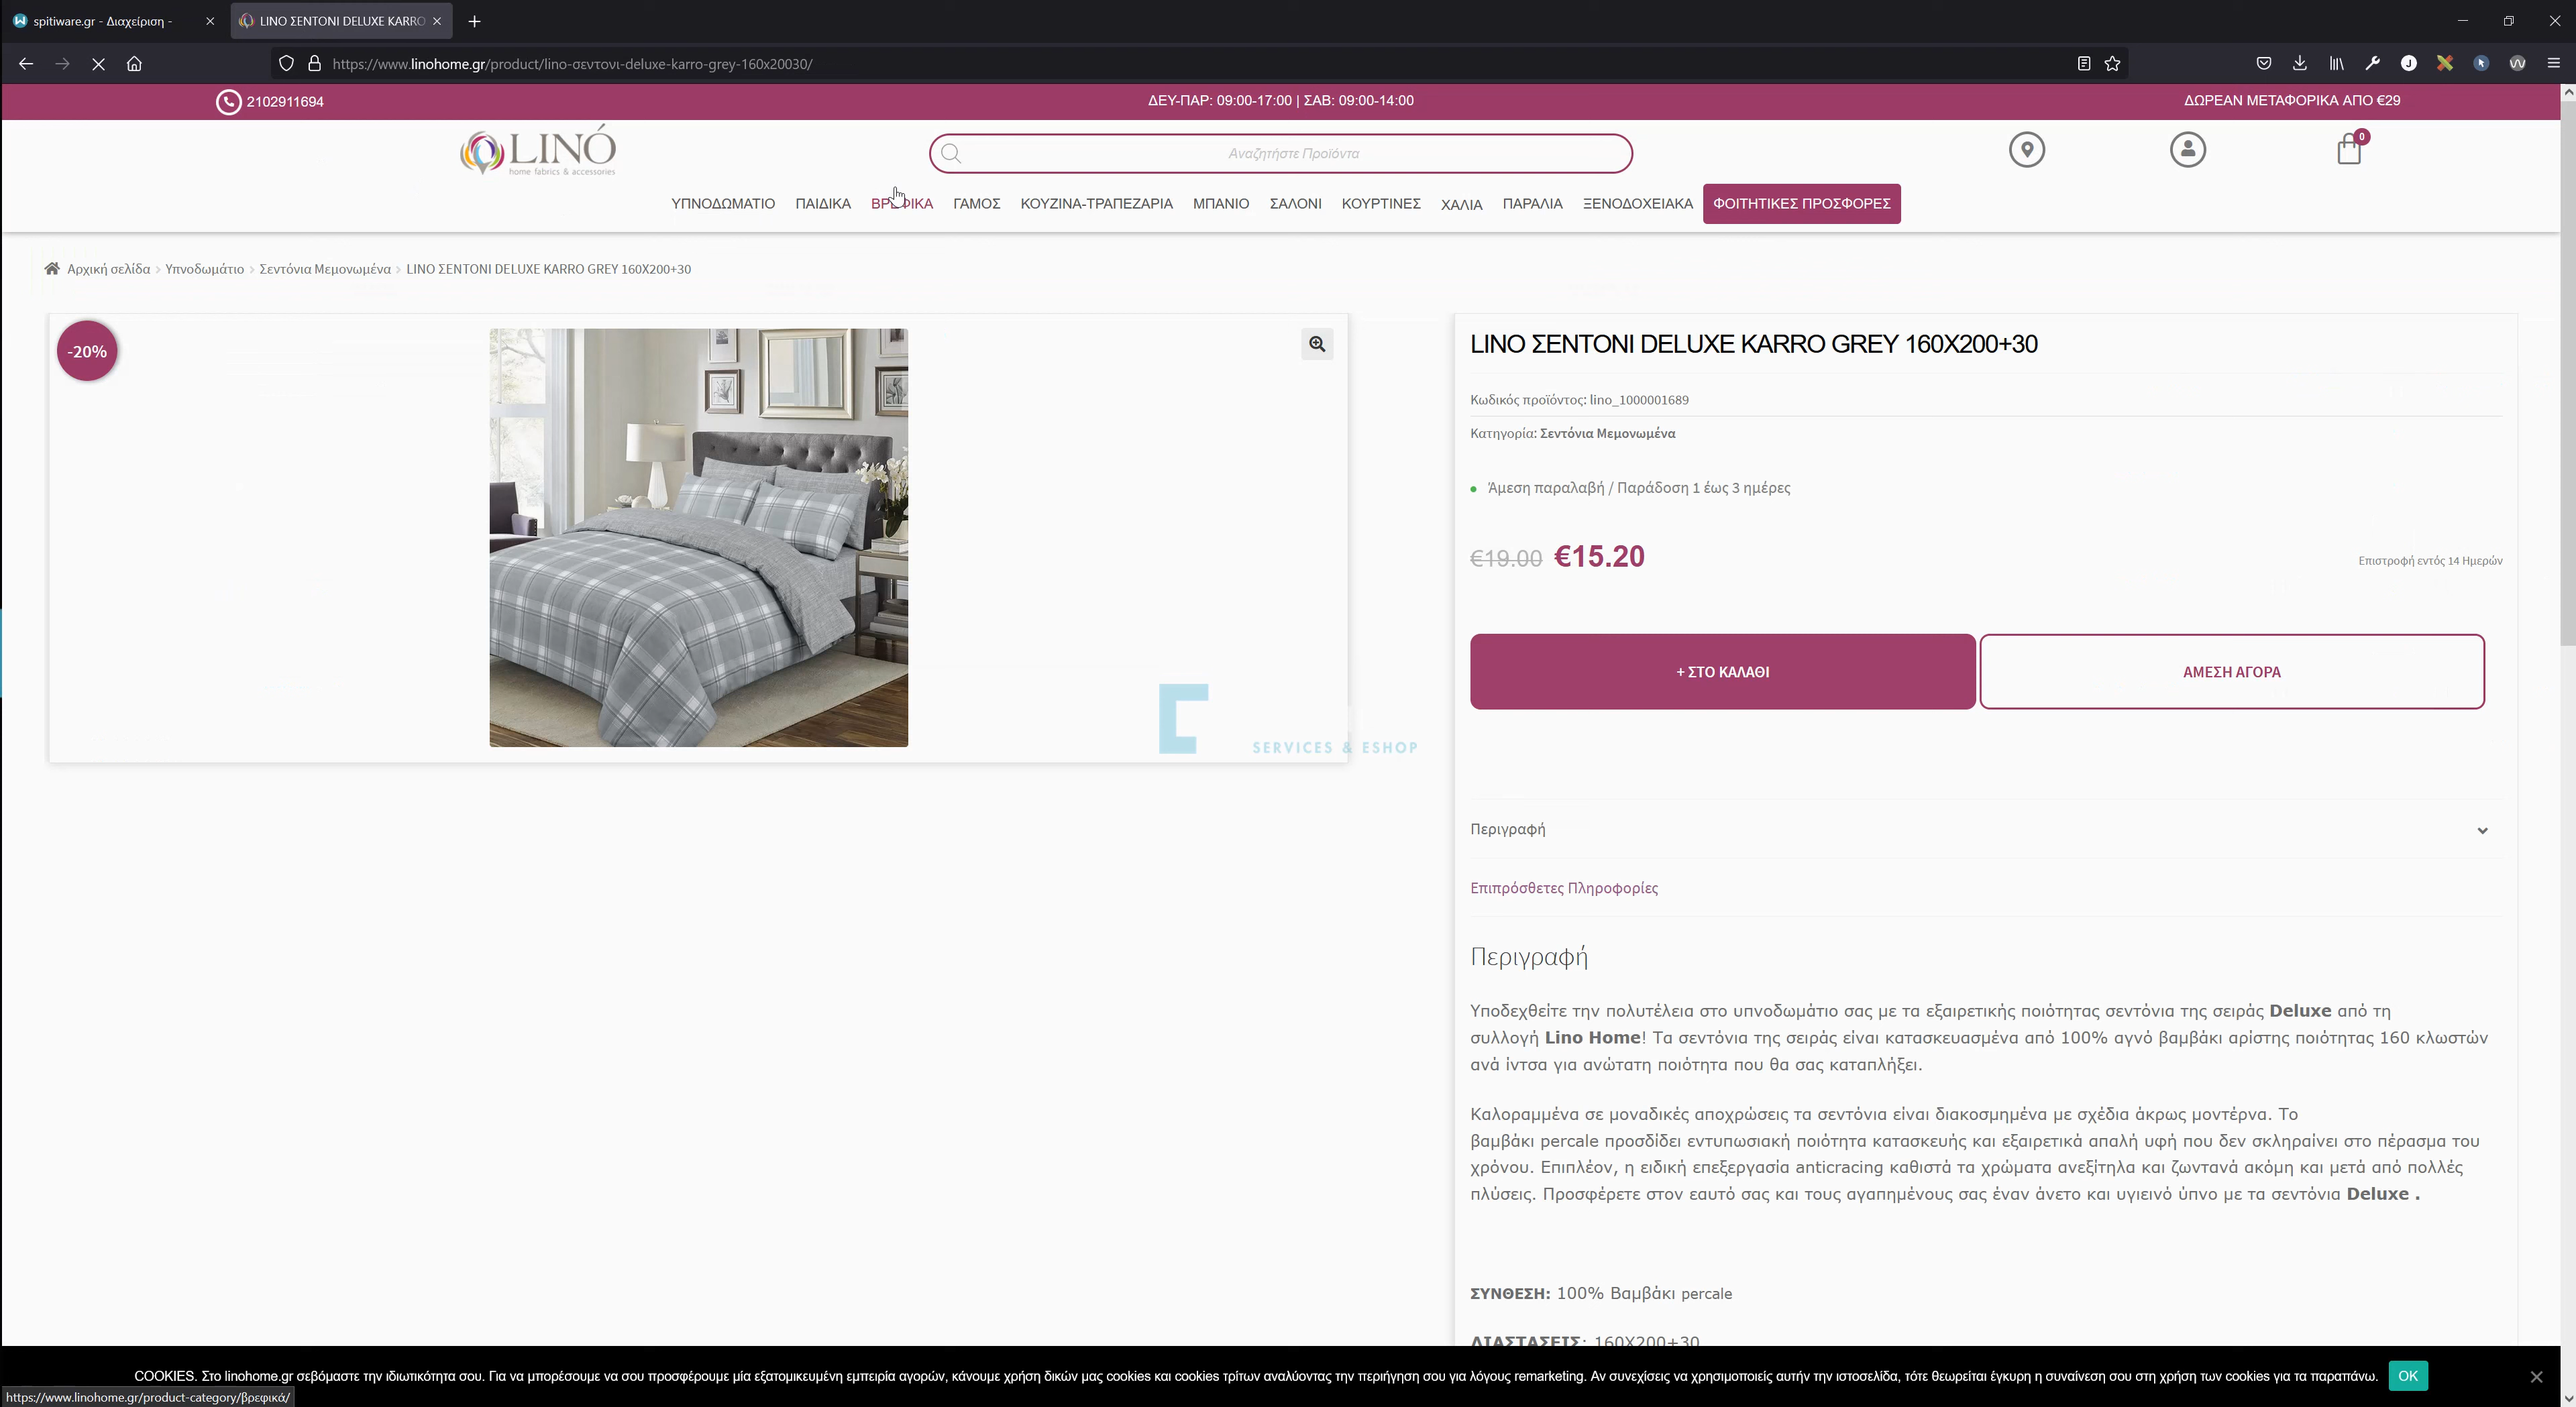 spitiware.gr - Διαχείριση -
LINO ΣΕΝΤΟΝΙ DELUXE KARRO
https://www.linohome.gr/product/lino-σεντονι-deluxe-karro-grey-160x20030/
2102911694
ΔΕΥ-ΠΑΡ: 09:00-17:00 | ΣΑΒ: 09:00-14:00
ΔΩΡΕΑΝ ΜΕΤΑΦΟΡΙΚΑ ΑΠΟ €29
LINÓ
home fabrics & accessories
Αναζητήστε Προϊόντα
0
ΥΠΝΟΔΩΜΑΤΙΟ ΠΑΙΔΙΚΑ ΒΡΕΦΙΚΑ ΓΑΜΟΣ ΚΟΥΖΙΝΑ-ΤΡΑΠΕΖΑΡΙΑ ΜΠΑΝΙΟ ΣΑΛΟΝΙ ΚΟΥΡΤΙΝΕΣ ΧΑΛΙΑ ΠΑΡΑΛΙΑ ΞΕΝΟΔΟΧΕΙΑΚΑ ΦΟΙΤΗΤΙΚΕΣ ΠΡΟΣΦΟΡΕΣ
Αρχική σελίδα > Υπνοδωμάτιο > Σεντόνια Μεμονωμένα > LINO ΣΕΝΤΟΝΙ DELUXE KARRO GREY 160X200+30
-20%
LINO ΣΕΝΤΟΝΙ DELUXE KARRO GREY 160X200+30
Κωδικός προϊόντος: lino_1000001689
Κατηγορία: Σεντόνια Μεμονωμένα
Άμεση παραλαβή / Παράδοση 1 έως 3 ημέρες
€19.00 €15.20
Επιστροφή εντός 14 Ημερών
+ ΣΤΟ ΚΑΛΑΘΙ
ΑΜΕΣΗ ΑΓΟΡΑ
SERVICES & ESHOP
Περιγραφή
Επιπρόσθετες Πληροφορίες
Περιγραφή
Υποδεχθείτε την πολυτέλεια στο υπνοδωμάτιο σας με τα εξαιρετικής ποιότητας σεντόνια της σειράς Deluxe από τη
συλλογή Lino Home! Τα σεντόνια της σειράς είναι κατασκευασμένα από 100% αγνό βαμβάκι αρίστης ποιότητας 160 κλωστών
ανά ίντσα για ανώτατη ποιότητα που θα σας καταπλήξει.
Καλοραμμένα σε μοναδικές αποχρώσεις τα σεντόνια είναι διακοσμημένα με σχέδια άκρως μοντέρνα. Το
βαμβάκι percale προσδίδει εντυπωσιακή ποιότητα κατασκευής και εξαιρετικά απαλή υφή που δεν σκληραίνει στο πέρασμα του
χρόνου. Επιπλέον, η ειδική επεξεργασία anticracing καθιστά τα χρώματα ανεξίτηλα και ζωντανά ακόμη και μετά από πολλές
πλύσεις. Προσφέρετε στον εαυτό σας και τους αγαπημένους σας έναν άνετο και υγιεινό ύπνο με τα σεντόνια Deluxe .
ΣΥΝΘΕΣΗ: 100% Βαμβάκι percale
ΔΙΑΣΤΑΣΕΙΣ: 160X200+30
COOKIES. Στο linohome.gr σεβόμαστε την ιδιωτικότητα σου. Για να μπορέσουμε να σου προσφέρουμε μία εξατομικευμένη εμπειρία αγορών, κάνουμε χρήση δικών μας cookies και cookies τρίτων αναλύοντας την περιήγηση σου για λόγους remarketing. Αν συνεχίσεις να χρησιμοποιείς αυτήν την ιστοσελίδα, τότε θεωρείται έγκυρη η συναίνεση σου στη χρήση των cookies για τα παραπάνω. OK
https://www.linohome.gr/product-category/βρεφικά/